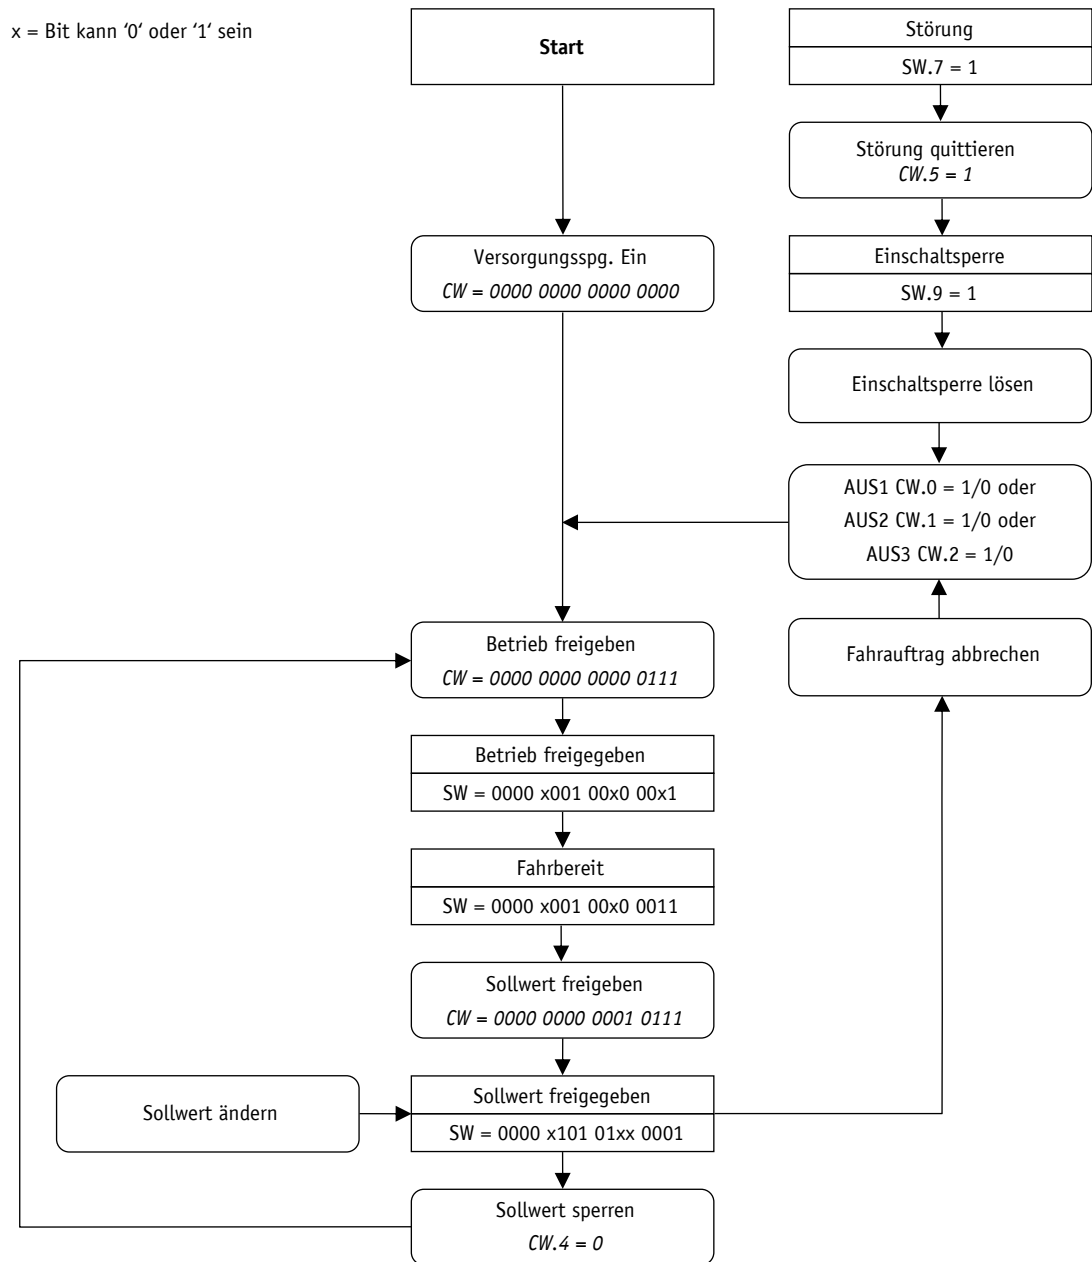 x = Bit kann ‘0‘ oder ‘1‘ sein
Start
Versorgungsspg. Ein
CW = 0000 0000 0000 0000
Störung
SW.7 = 1
Störung quittieren
CW.5 = 1
Einschaltsperre
SW.9 = 1
Einschaltsperre lösen
AUS1 CW.0 = 1/0 oder
AUS2 CW.1 = 1/0 oder
AUS3 CW.2 = 1/0
Fahrauftrag abbrechen
Betrieb freigeben
CW = 0000 0000 0000 0111
Betrieb freigegeben
SW = 0000 x001 00x0 00x1
Fahrbereit
SW = 0000 x001 00x0 0011
Sollwert freigeben
CW = 0000 0000 0001 0111
Sollwert ändern
Sollwert freigegeben
SW = 0000 x101 01xx 0001
Sollwert sperren
CW.4 = 0